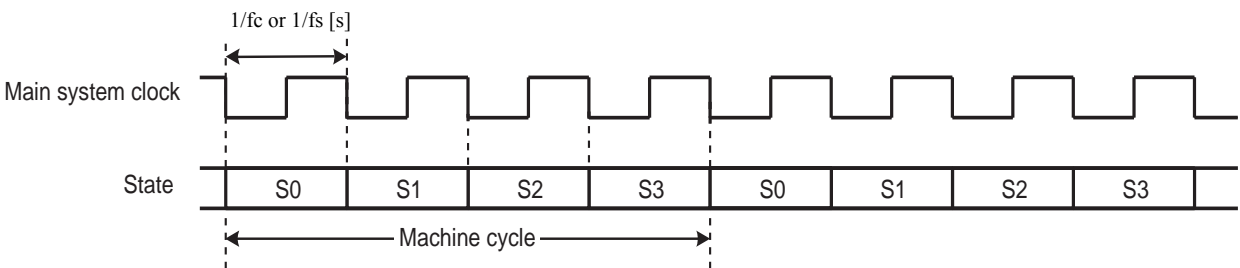 1/fc or 1/fs [s]
Main system clock
State S0 S1 S2 S3 S0 S1 S2 S3
Machine cycle